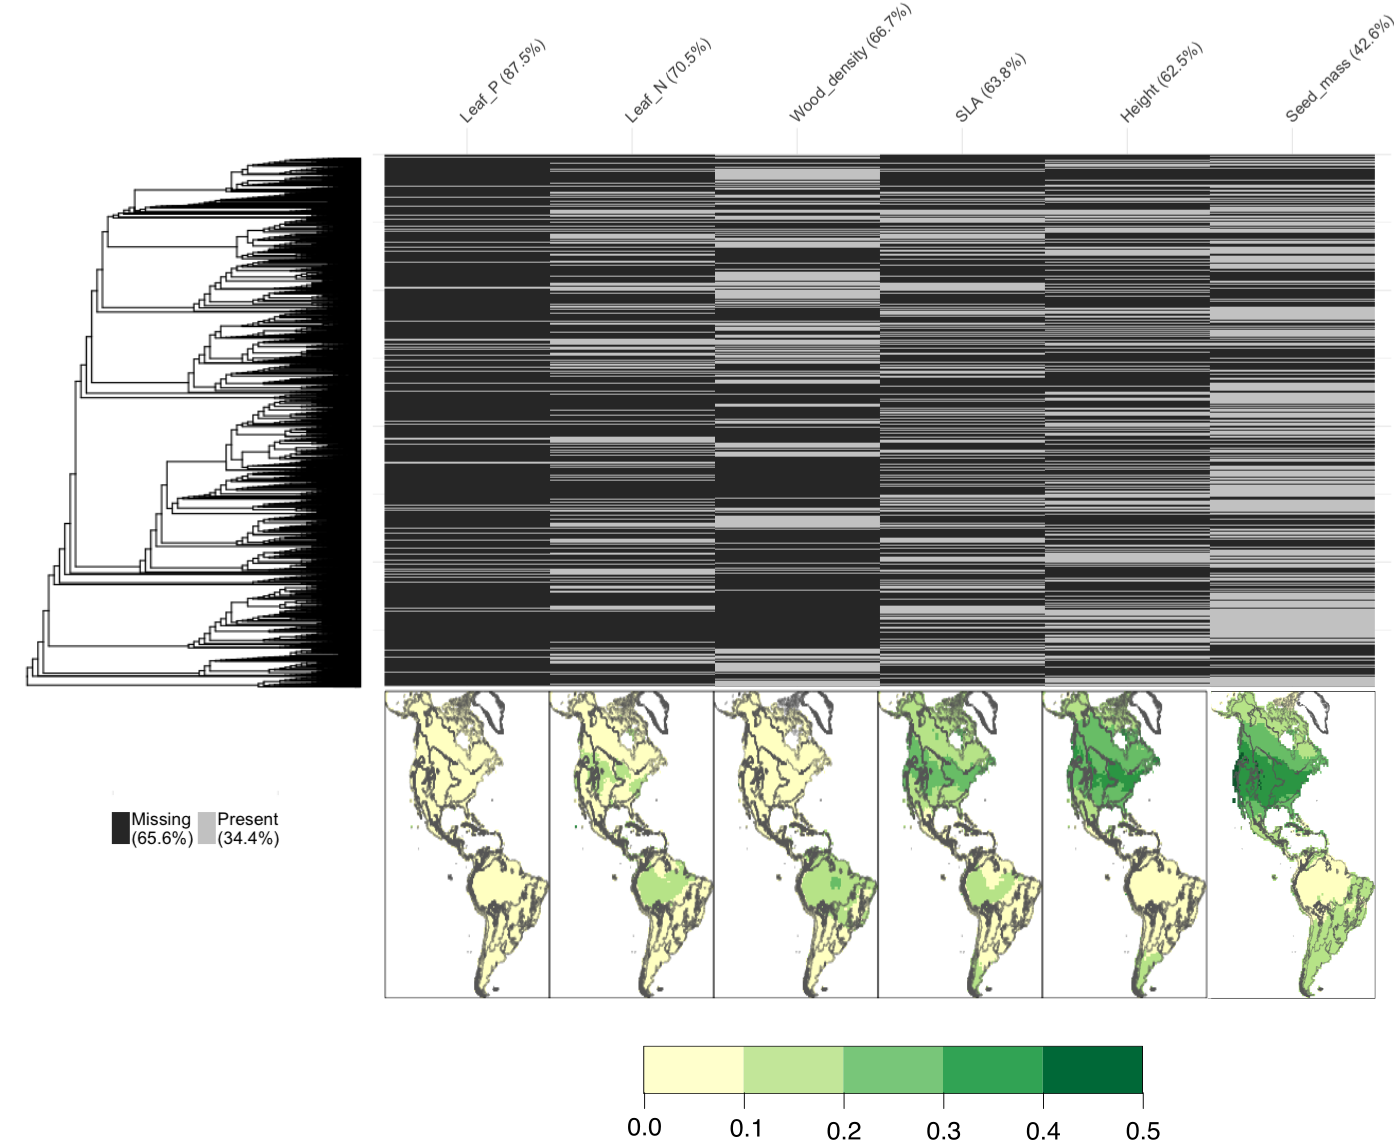 Leaf_P (87.5%)
Leaf_N (70.5%)
Wood_density (66.7%)
SLA (63.8%)
Height (62.5%)
Seed_mass (42.6%)
Missing
(65.6%)
Present
(34.4%)
0.0 0.1 0.2 0.3 0.4 0.5